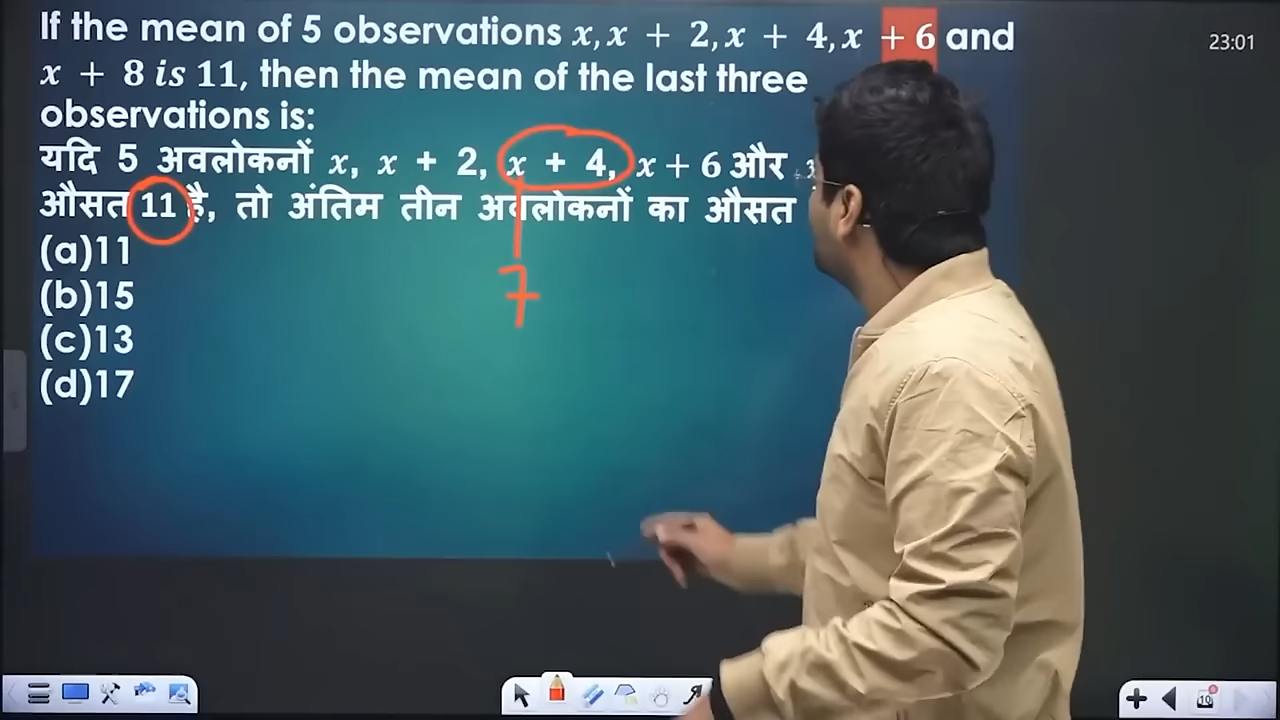 If the mean of 5 observations x, x + 2, x + 4, x + 6 and
23:01
x + 8 is 11, then the mean of the last three
observations is:
यदि 5 अवलोकनों x, x + 2, x + 4, x + 6 और
औसत 11 है, तो अंतिम तीन अवलोकनों का औसत
(a)11
(b)15
(c)13
(d)17
7
10